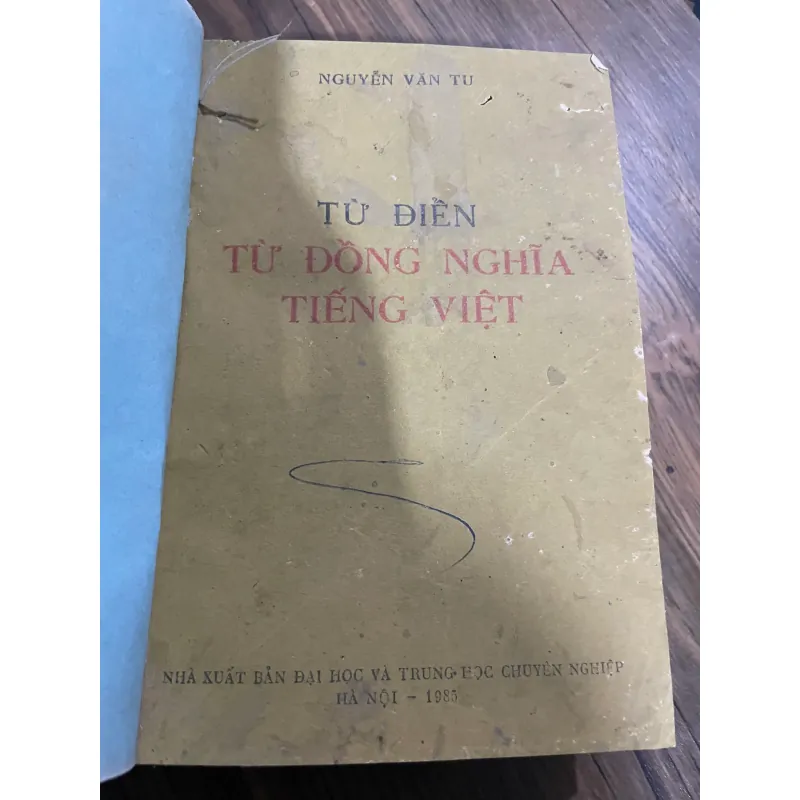 NGUYỄN VĂN TU
TỪ ĐIỂN
TỪ ĐỒNG NGHĨA
TIẾNG VIỆT
NHÀ XUẤT BẢN ĐẠI HỌC VÀ TRUNG HỌC CHUYÊN NGHIỆP
HÀ NỘI – 1985